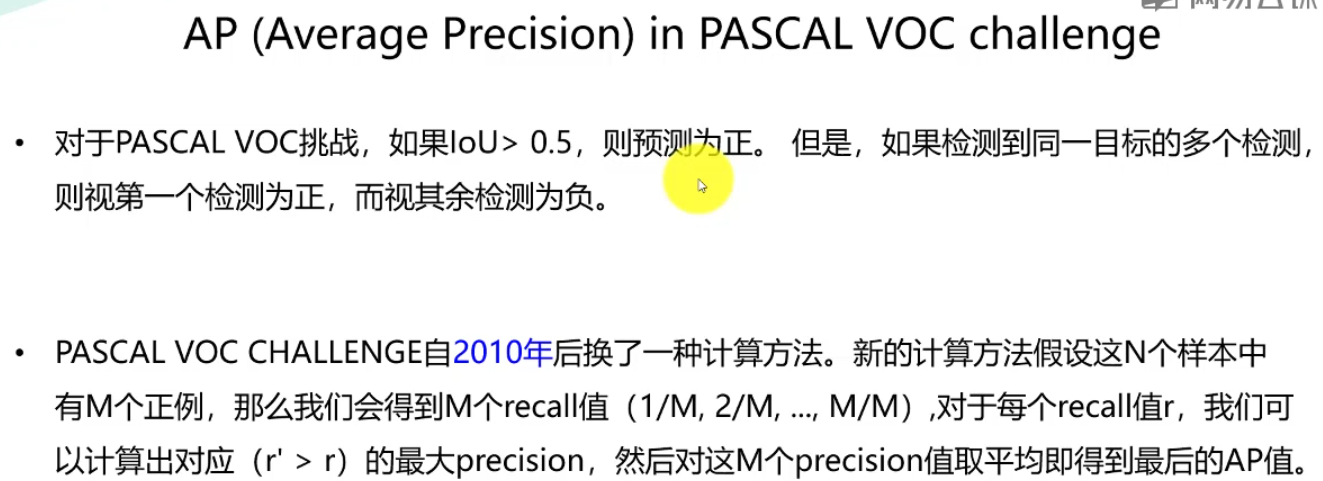 AP (Average Precision) in PASCAL VOC challenge
• 对于PASCAL VOC挑战，如果IoU> 0.5，则预测为正。 但是，如果检测到同一目标的多个检测，
则视第一个检测为正，而视其余检测为负。
• PASCAL VOC CHALLENGE自2010年后换了一种计算方法。新的计算方法假设这N个样本中
有M个正例，那么我们会得到M个recall值（1/M, 2/M, ..., M/M）,对于每个recall值r，我们可
以计算出对应（r' > r）的最大precision，然后对这M个precision值取平均即得到最后的AP值。